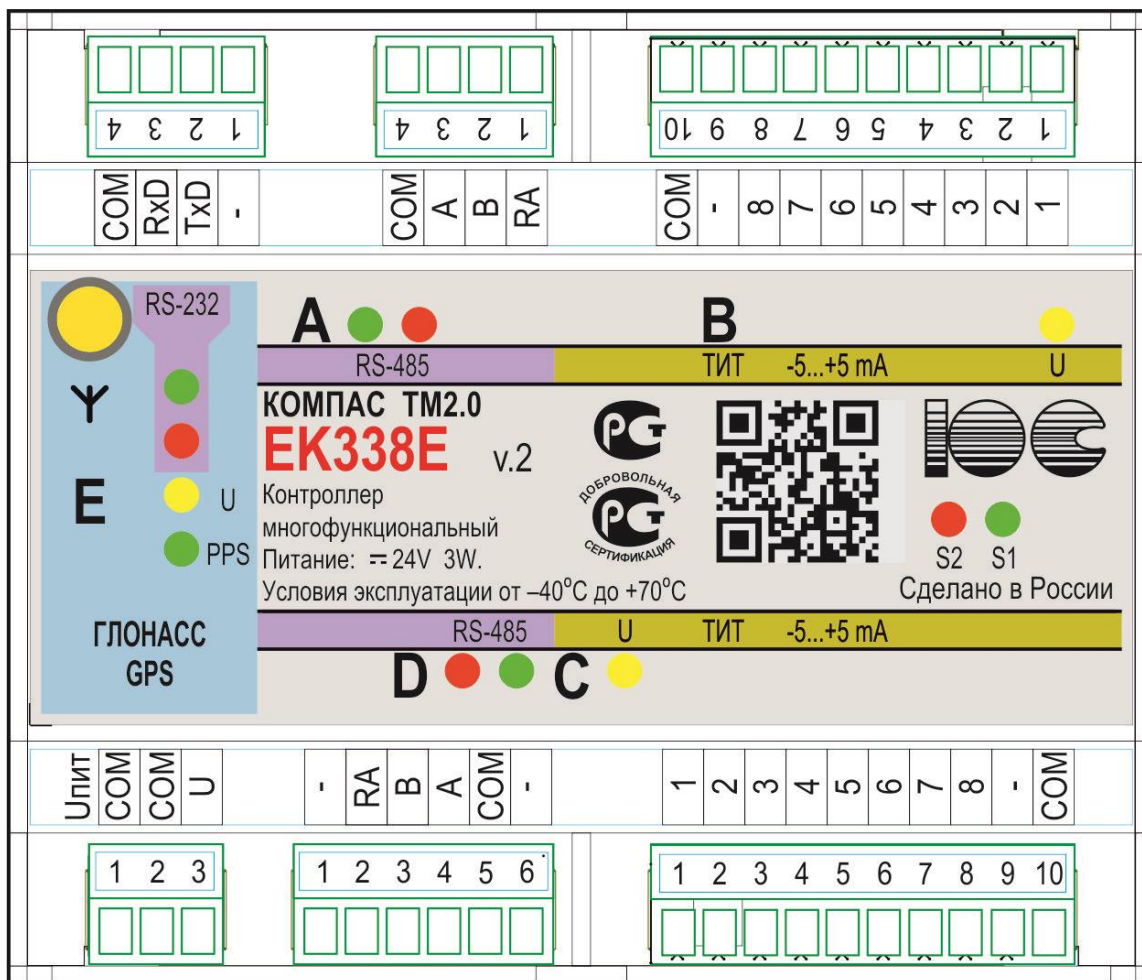 4 3 2 1
4 3 2 1
10 9 8 7 6 5 4 3 2 1
COM RxD TxD -
COM A B RA
COM - 8 7 6 5 4 3 2 1
RS-232
A
B
RS-485
ТИТ -5...+5 mA U
КОМПАС ТМ2.0
EK338E v.2
Контроллер
многофункциональный
Питание: 24V 3W.
Условия эксплуатации от –40°C до +70°C
РСТ
ДОБРОВОЛЬНАЯ
РСТ
СЕРТИФИКАЦИЯ
ЮС
S2 S1
Сделано в России
E
U
PPS
ГЛОНАСС
GPS
RS-485
U ТИТ -5...+5 mA
D
C
Uпит COM COM U
- RA B A COM -
1 2 3 4 5 6 7 8 - COM
1 2 3
1 2 3 4 5 6
1 2 3 4 5 6 7 8 9 10